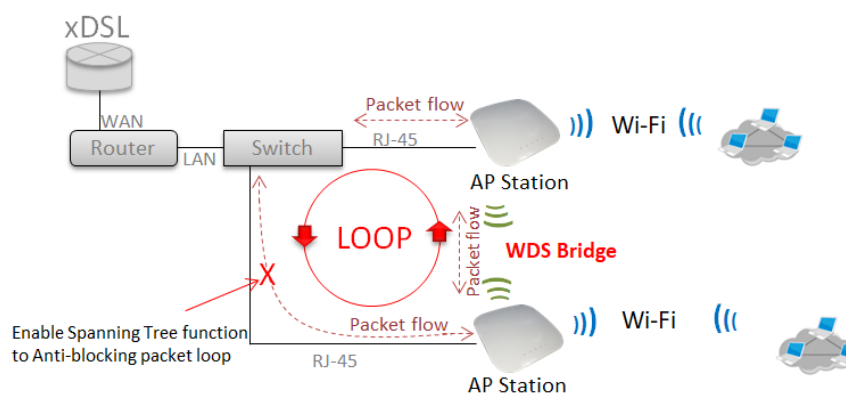 xDSL
WAN
Router
LAN
Switch
Packet flow
RJ-45
AP Station
Wi-Fi
LOOP
Packet flow
WDS Bridge
X
Enable Spanning Tree function
to Anti-blocking packet loop
Packet flow
RJ-45
AP Station
Wi-Fi